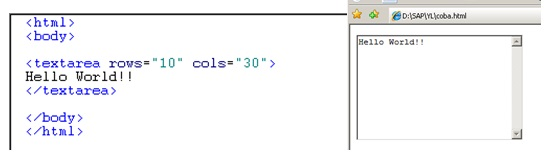 <html>
<body>
<textarea rows="10" cols="30">
Hello World!!
</textarea>
</body>
</html>
D:\SAP\YL\coba.html
Hello World!!